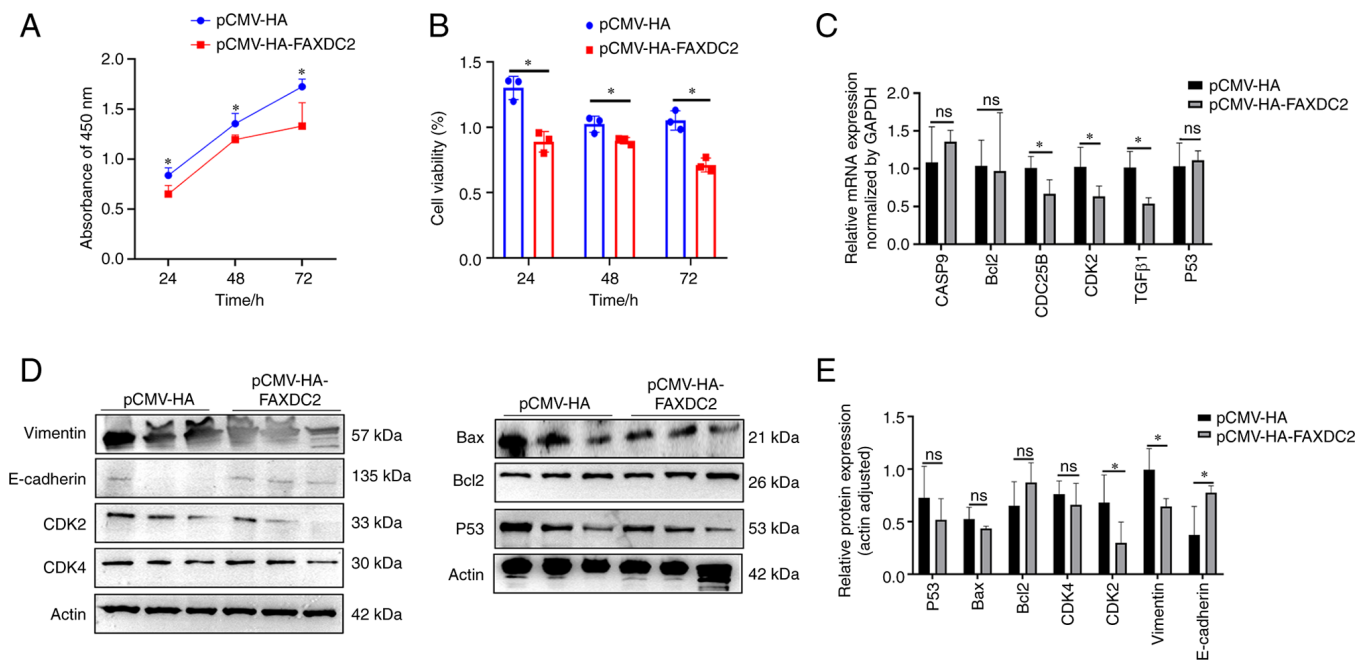 A
pCMV-HA
pCMV-HA-FAXDC2
Absorbance of 450 nm
2.0
1.5
1.0
0.5
0.0
*
*
*
24
48
72
Time/h
B
pCMV-HA
pCMV-HA-FAXDC2
Cell viability (%)
1.5
1.0
0.5
0.0
*
*
*
24
48
72
Time/h
C
pCMV-HA
pCMV-HA-FAXDC2
Relative mRNA expression
normalized by GAPDH
2.0
1.5
1.0
0.5
0.0
ns
ns
*
*
*
ns
CASP9
Bcl2
CDC25B
CDK2
TGFβ1
P53
D
pCMV-HA
pCMV-HA-
FAXDC2
Vimentin
57 kDa
E-cadherin
135 kDa
CDK2
33 kDa
CDK4
30 kDa
Actin
42 kDa
pCMV-HA
pCMV-HA-
FAXDC2
Bax
21 kDa
Bcl2
26 kDa
P53
53 kDa
Actin
42 kDa
E
pCMV-HA
pCMV-HA-FAXDC2
Relative protein expression
(actin adjusted)
1.5
1.0
0.5
0.0
ns
ns
ns
ns
*
*
*
P53
Bax
Bcl2
CDK4
CDK2
Vimentin
E-cadherin